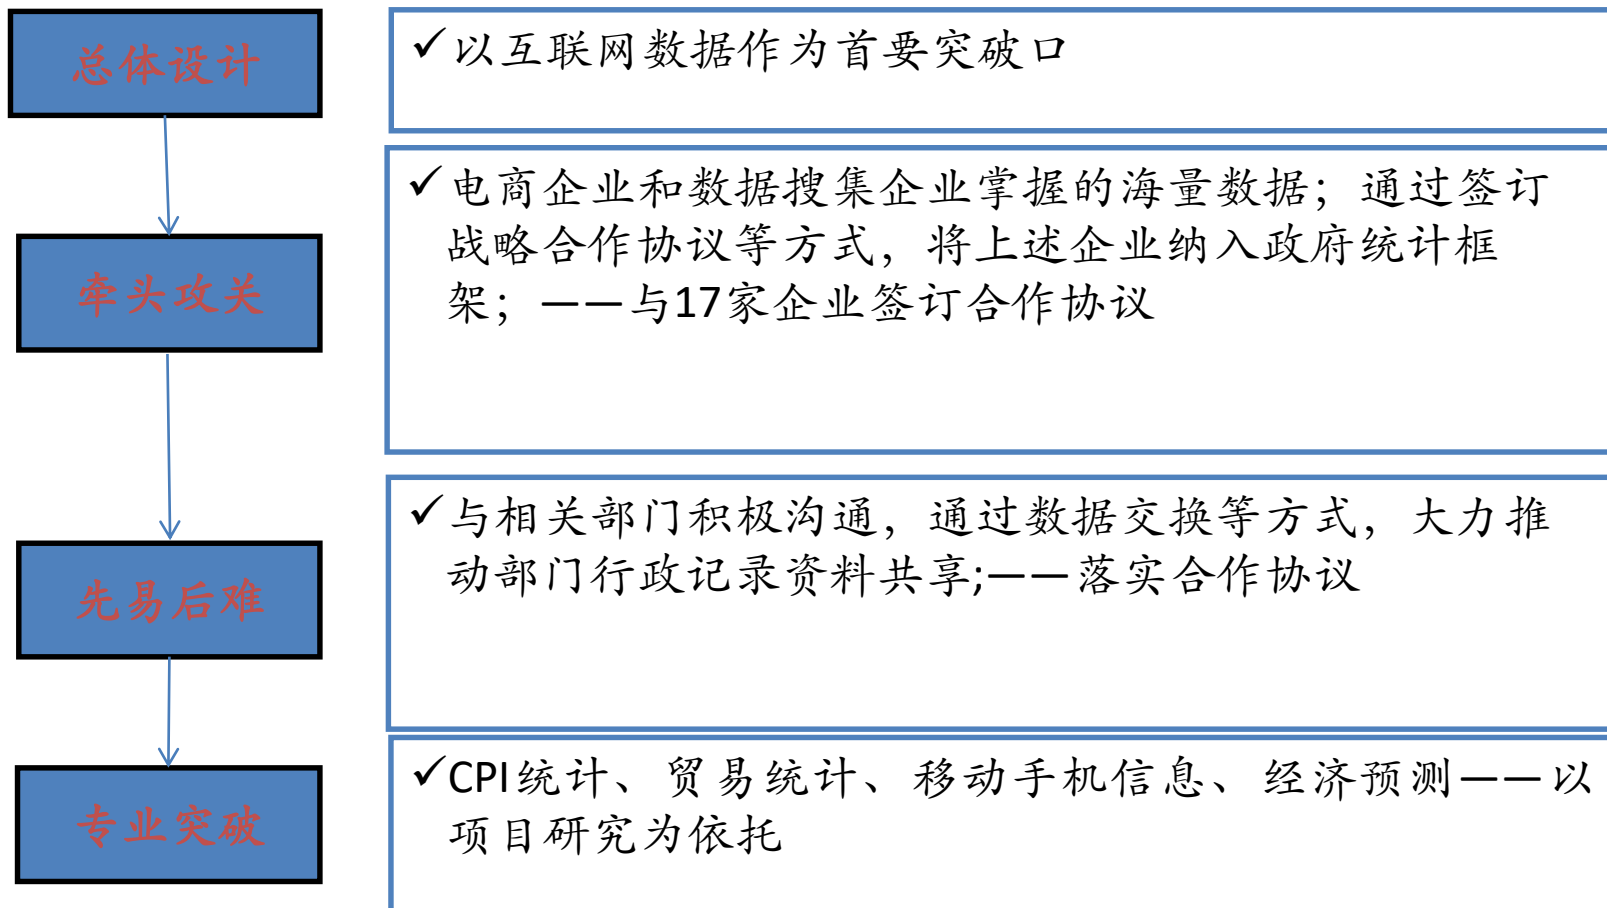 总体设计
✓以互联网数据作为首要突破口
牵头攻关
✓电商企业和数据搜集企业掌握的海量数据；通过签订
战略合作协议等方式，将上述企业纳入政府统计框
架；——与17家企业签订合作协议
先易后难
✓与相关部门积极沟通，通过数据交换等方式，大力推
动部门行政记录资料共享;——落实合作协议
专业突破
✓CPI统计、贸易统计、移动手机信息、经济预测——以
项目研究为依托